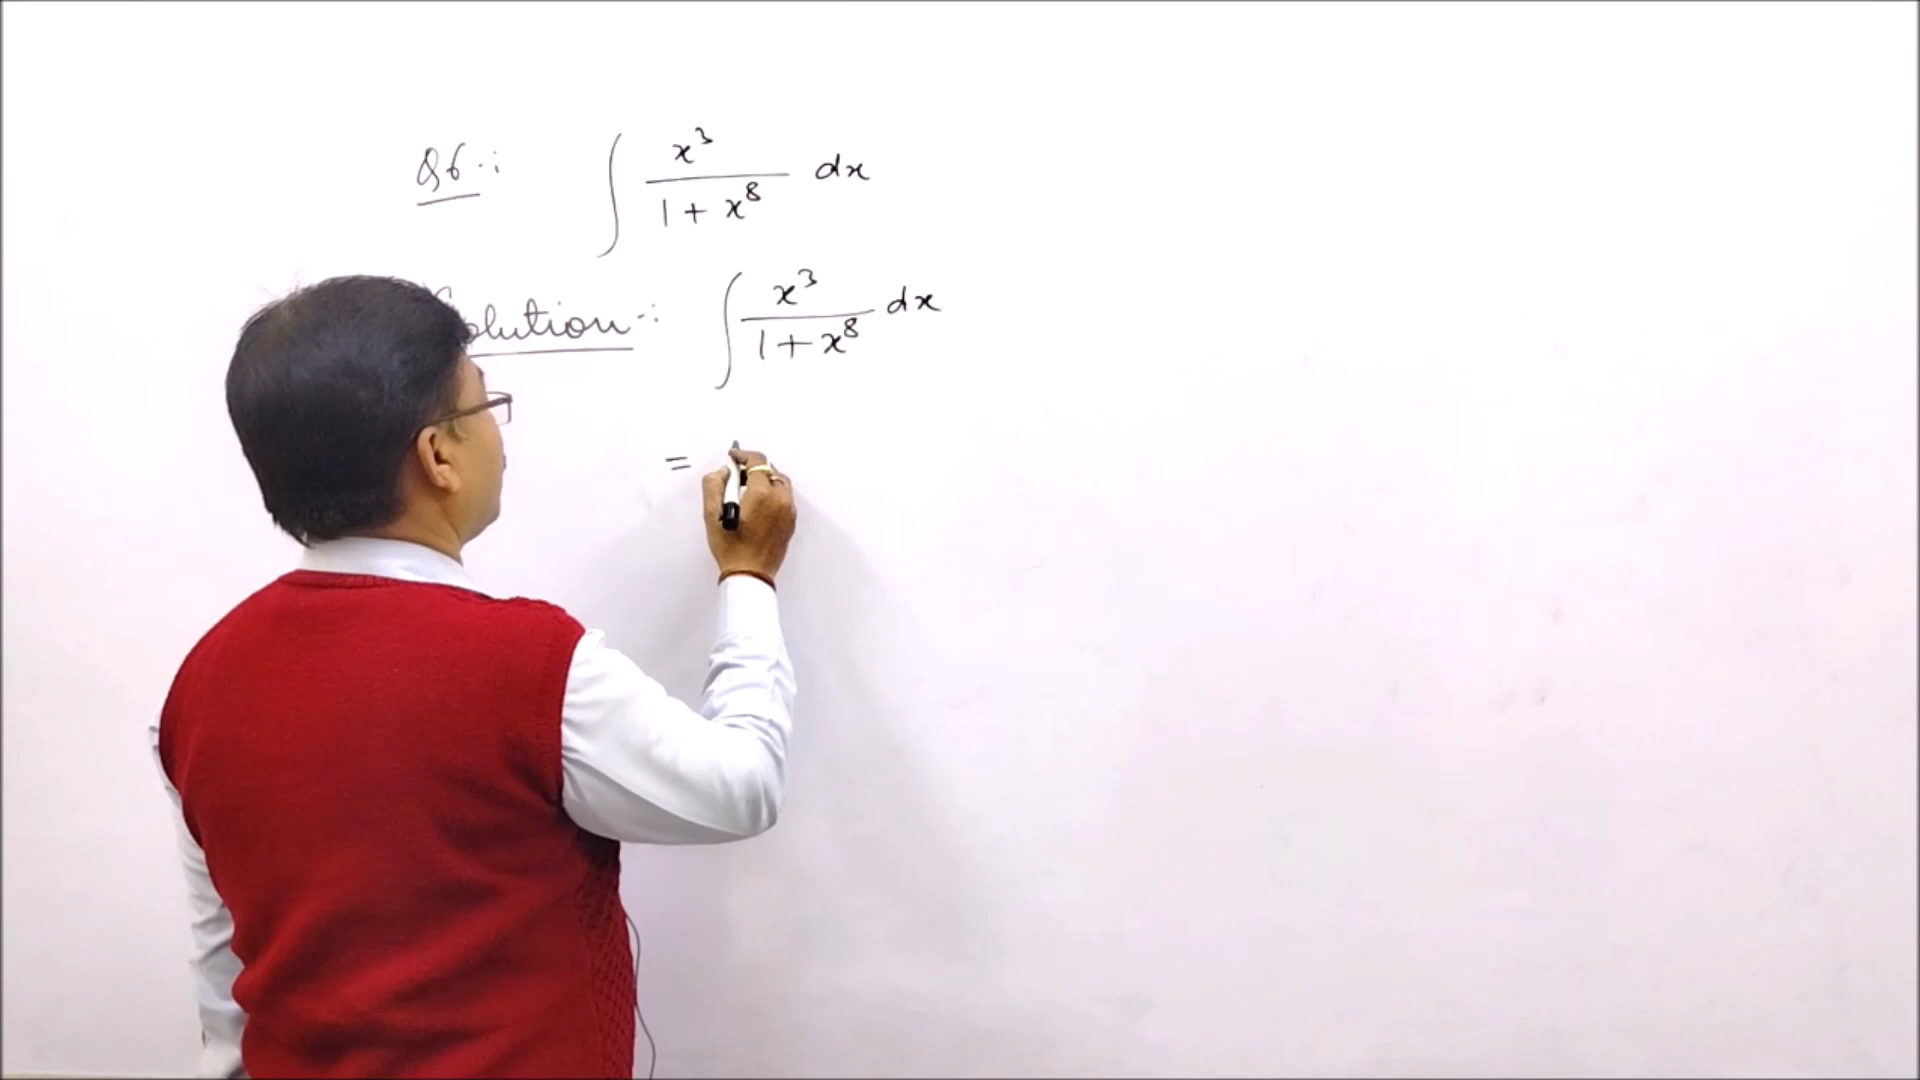 Q6.: ∫ x³/(1 + x⁸) dx
Solution.: ∫ x³/(1 + x⁸) dx
=